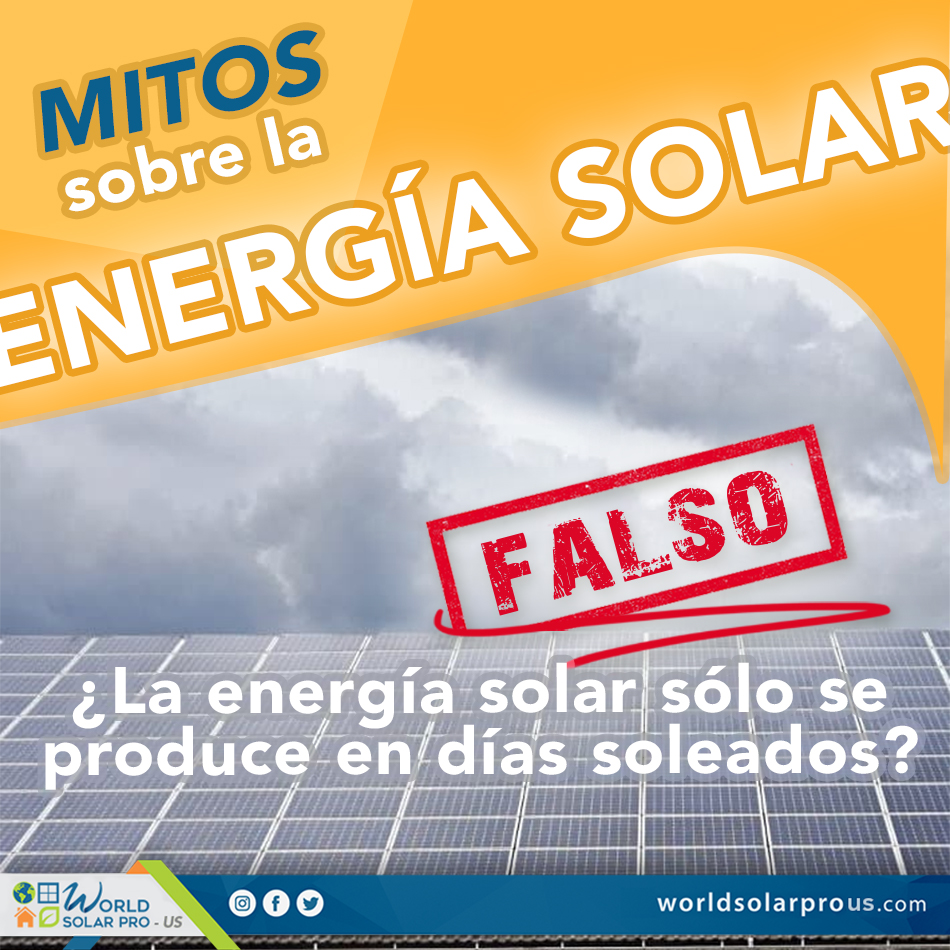 MITOS
sobre la
ENERGÍA SOLAR
FALSO
¿La energía solar sólo se
produce en días soleados?
WORLD
SOLAR PRO - US
worldsolarprous.com